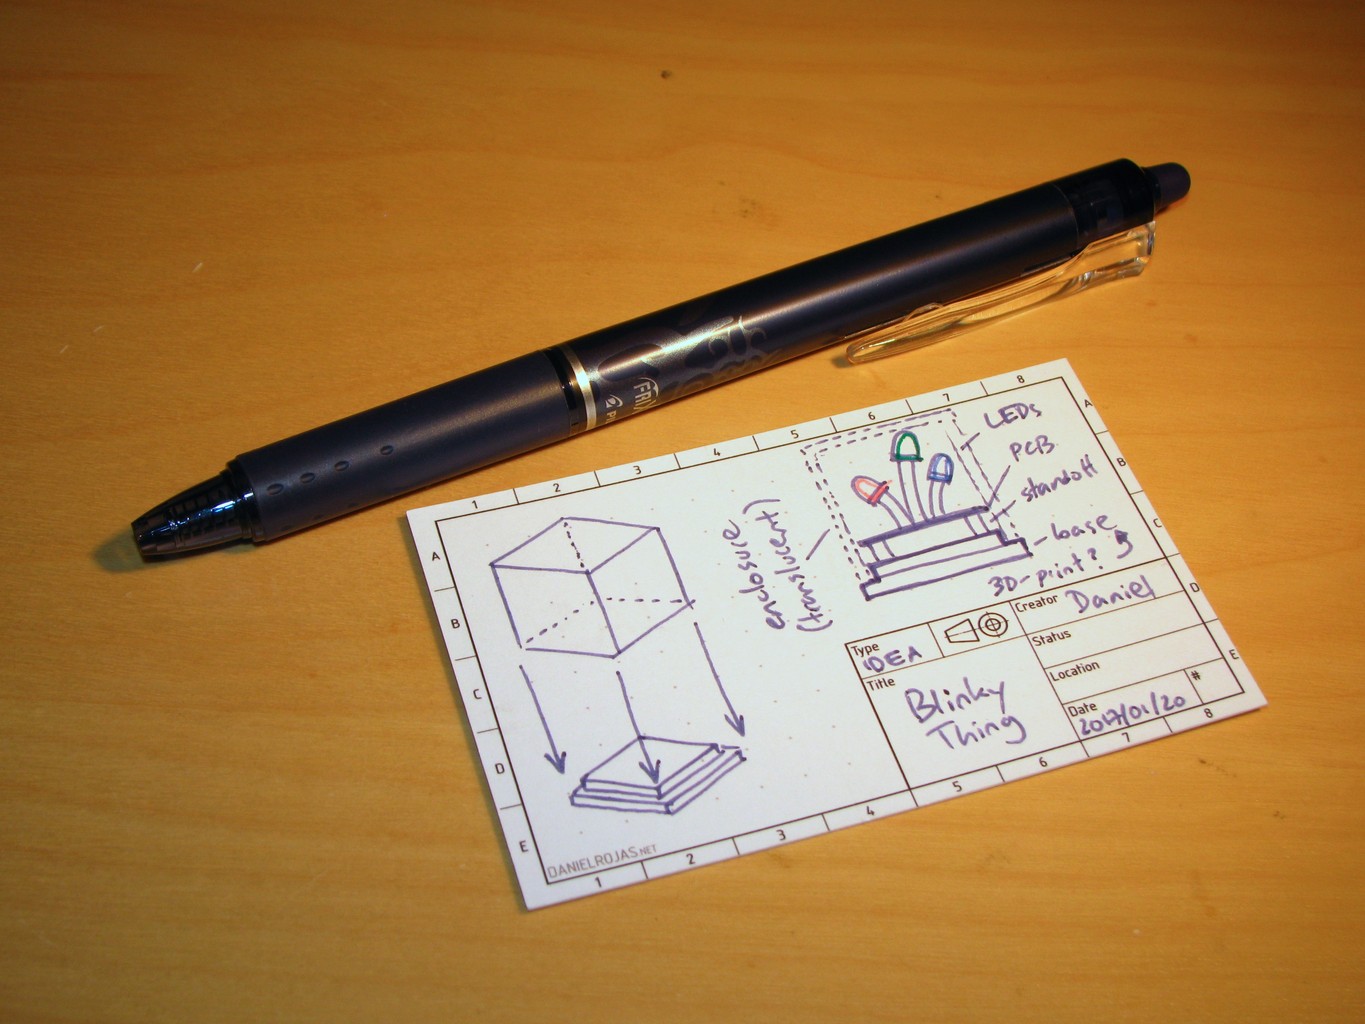 FRIX
1 2 3 4 5 6 7 8
A
B
C
D
E
LEDs
PCB
standoff
base
3D-print?
enclosure
(translucent)
Type
IDEA
Creator
Daniel
Status
Title
Blinky
Thing
Location
#
Date
2017/01/20
A
B
C
D
E
DANIELROJAS.NET
1 2 3 4 5 6 7 8